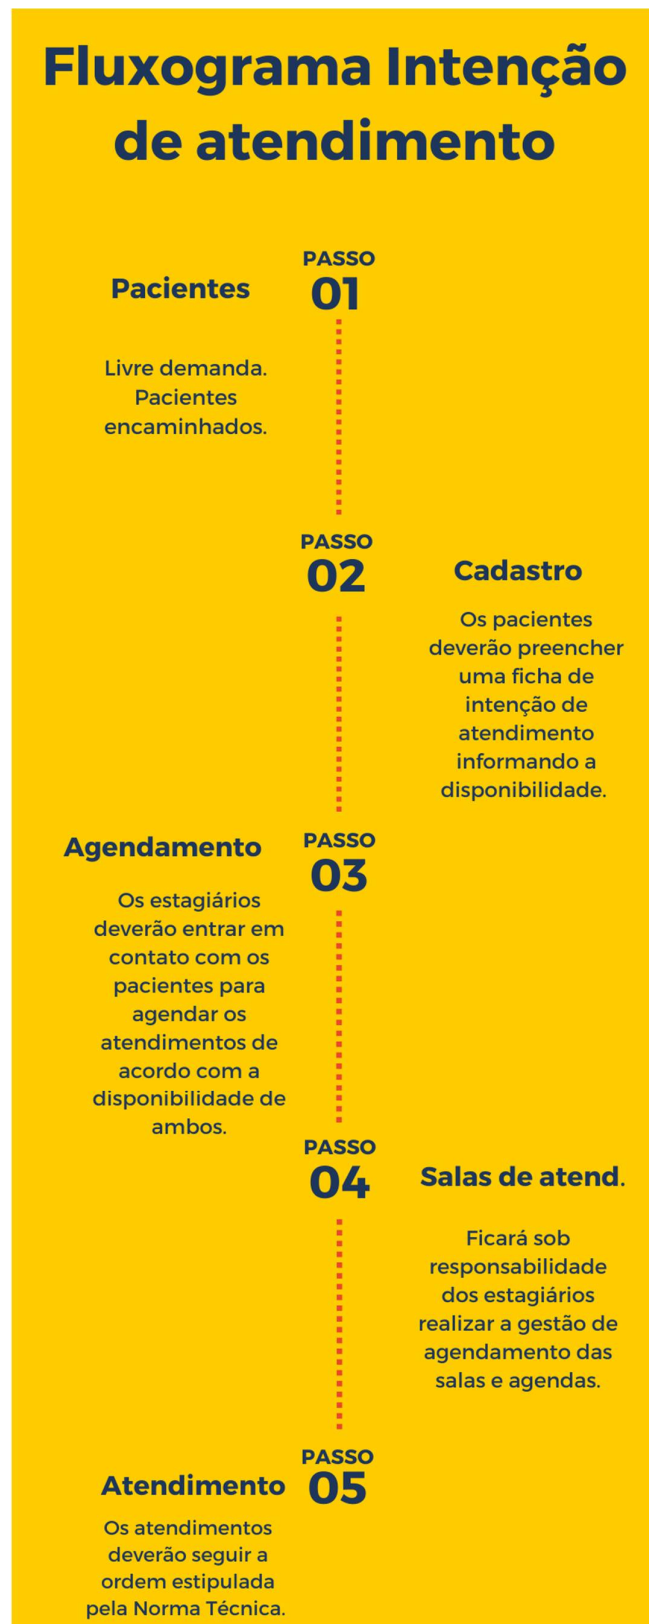 Fluxograma Intenção
de atendimento
PASSO
01
Pacientes
Livre demanda.
Pacientes
encaminhados.
PASSO
02
Cadastro
Os pacientes
deverão preencher
uma ficha de
intenção de
atendimento
informando a
disponibilidade.
PASSO
03
Agendamento
Os estagiários
deverão entrar em
contato com os
pacientes para
agendar os
atendimentos de
acordo com a
disponibilidade de
ambos.
PASSO
04
Salas de atend.
Ficará sob
responsabilidade
dos estagiários
realizar a gestão de
agendamento das
salas e agendas.
PASSO
05
Atendimento
Os atendimentos
deverão seguir a
ordem estipulada
pela Norma Técnica.